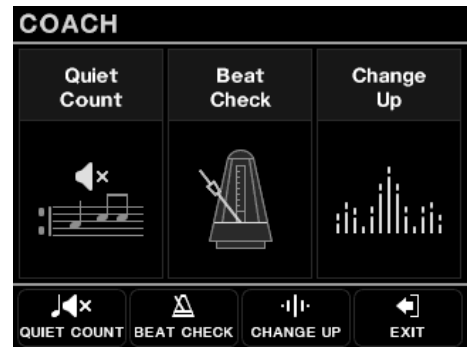 COACH
Quiet
Count
Beat
Check
Change
Up
QUIET COUNT
BEAT CHECK
CHANGE UP
EXIT